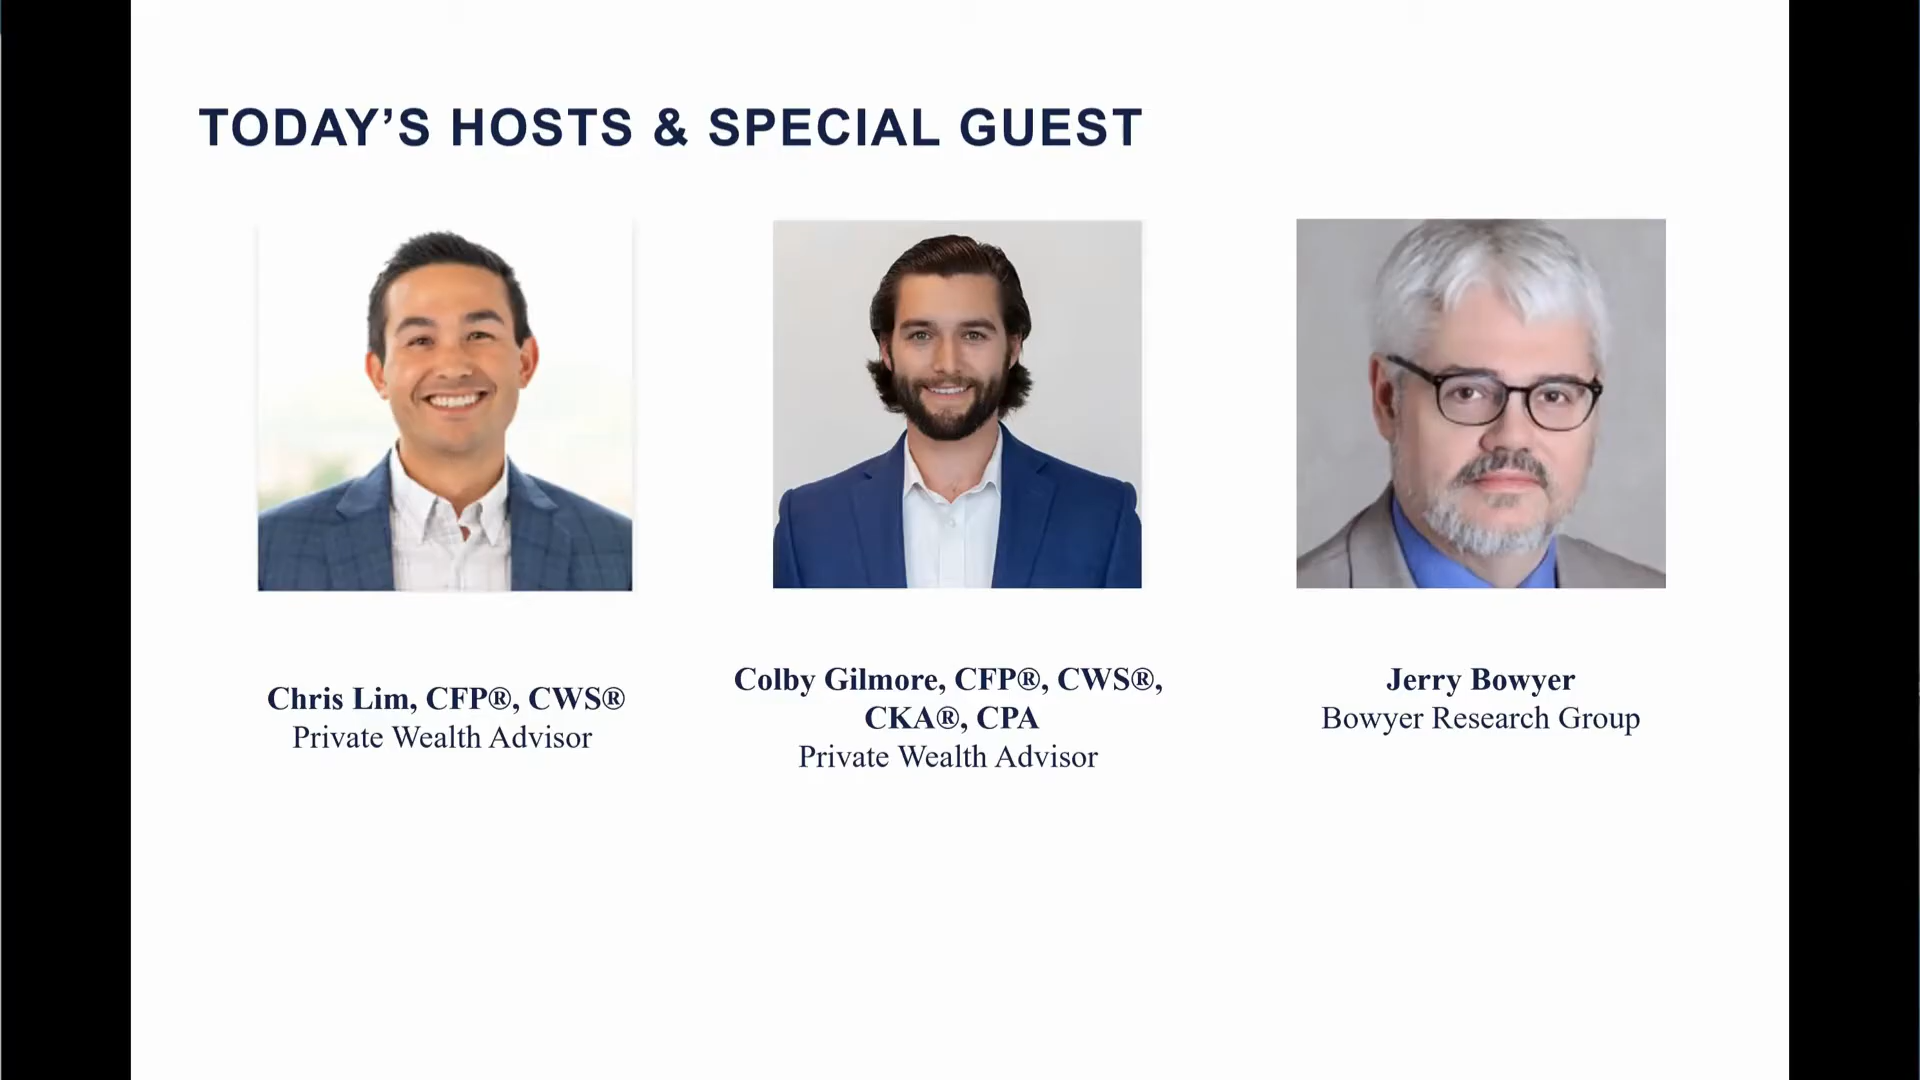 TODAY’S HOSTS & SPECIAL GUEST
Chris Lim, CFP®, CWS®
Private Wealth Advisor
Colby Gilmore, CFP®, CWS®,
CKA®, CPA
Private Wealth Advisor
Jerry Bowyer
Bowyer Research Group